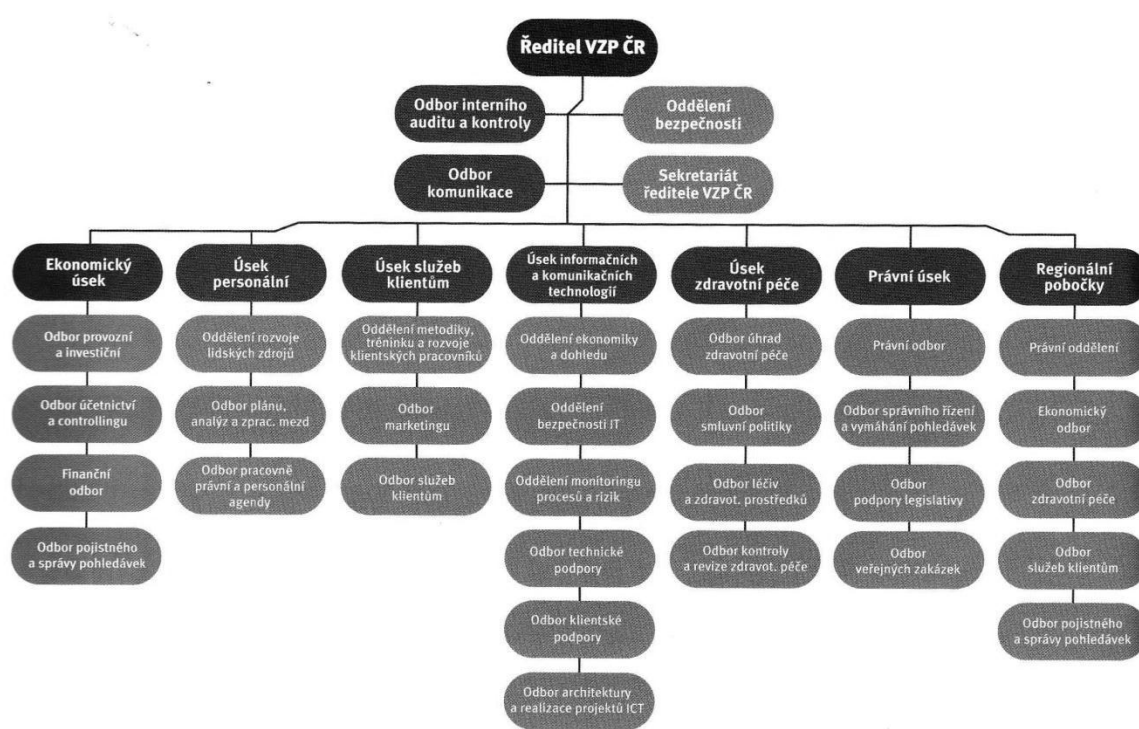 Ředitel VZP ČR
Odbor interního
auditu a kontroly
Oddělení
bezpečnosti
Odbor
komunikace
Sekretariát
ředitele VZP ČR
Ekonomický
úsek
Odbor provozní
a investiční
Odbor účetnictví
a controllingu
Finanční
odbor
Odbor pojistného
a správy pohledávek
Úsek
personální
Oddělení rozvoje
lidských zdrojů
Odbor plánu,
analýz a zprac. mezd
Odbor pracovně
právní a personální
agendy
Úsek služeb
klientům
Oddělení metodiky,
tréninku a rozvoje
klientských pracovníků
Odbor
marketingu
Odbor služeb
klientům
Úsek informačních
a komunikačních
technologií
Oddělení ekonomiky
a dohledu
Oddělení
bezpečnosti IT
Oddělení monitoringu
procesů a rizik
Odbor technické
podpory
Odbor klientské
podpory
Odbor architektury
a realizace projektů ICT
Úsek
zdravotní péče
Odbor úhrad
zdravotní péče
Odbor
smluvní politiky
Odbor léčiv
a zdravot. prostředků
Odbor kontroly
a revize zdravot. péče
Právní úsek
Právní odbor
Odbor správního řízení
a vymáhání pohledávek
Odbor
podpory legislativy
Odbor
veřejných zakázek
Regionální
pobočky
Právní oddělení
Ekonomický
odbor
Odbor
zdravotní péče
Odbor
služeb klientům
Odbor pojistného
a správy pohledávek